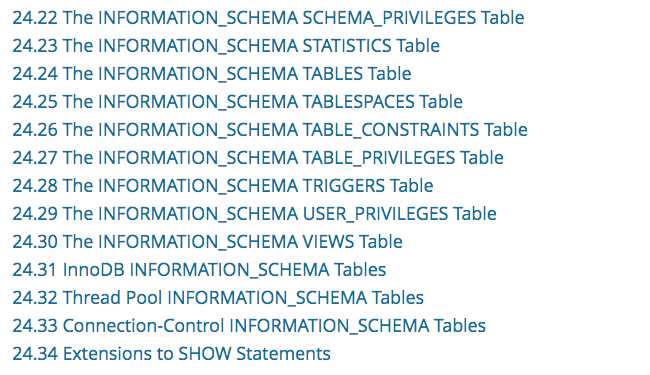 24.22 The INFORMATION_SCHEMA SCHEMA_PRIVILEGES Table
24.23 The INFORMATION_SCHEMA STATISTICS Table
24.24 The INFORMATION_SCHEMA TABLES Table
24.25 The INFORMATION_SCHEMA TABLESPACES Table
24.26 The INFORMATION_SCHEMA TABLE_CONSTRAINTS Table
24.27 The INFORMATION_SCHEMA TABLE_PRIVILEGES Table
24.28 The INFORMATION_SCHEMA TRIGGERS Table
24.29 The INFORMATION_SCHEMA USER_PRIVILEGES Table
24.30 The INFORMATION_SCHEMA VIEWS Table
24.31 InnoDB INFORMATION_SCHEMA Tables
24.32 Thread Pool INFORMATION_SCHEMA Tables
24.33 Connection-Control INFORMATION_SCHEMA Tables
24.34 Extensions to SHOW Statements